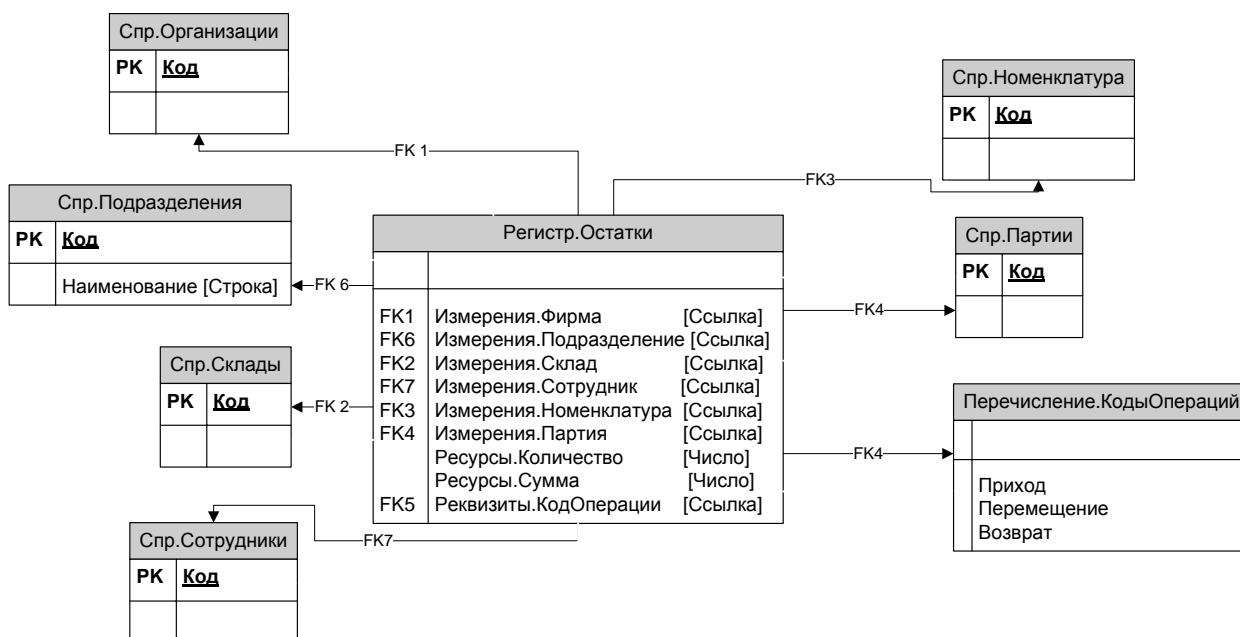 Спр.Организации
PK Код
Спр.Номенклатура
PK Код
FK 1
FK3
Спр.Подразделения
PK Код
Наименование [Строка]
FK 6
Регистр.Остатки
FK1 Измерения.Фирма [Ссылка]
FK6 Измерения.Подразделение [Ссылка]
FK2 Измерения.Склад [Ссылка]
FK7 Измерения.Сотрудник [Ссылка]
FK3 Измерения.Номенклатура [Ссылка]
FK4 Измерения.Партия [Ссылка]
Ресурсы.Количество [Число]
Ресурсы.Сумма [Число]
FK5 Реквизиты.КодОперации [Ссылка]
Спр.Партии
PK Код
FK4
Спр.Склады
PK Код
FK 2
Перечисление.КодыОпераций
Приход
Перемещение
Возврат
FK4
Спр.Сотрудники
PK Код
FK7